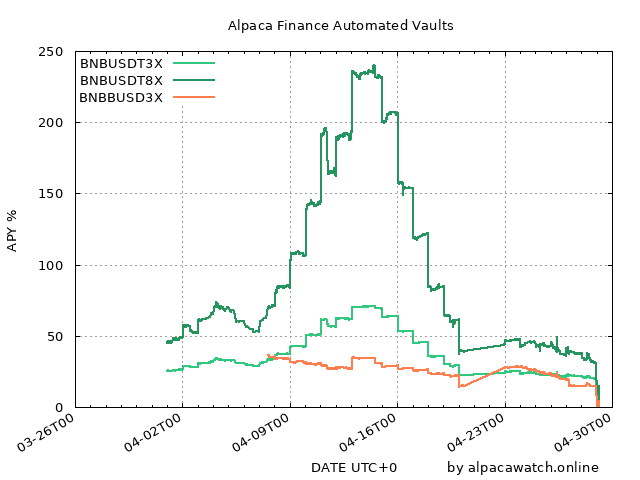 Alpaca Finance Automated Vaults
250
200
150
100
50
0
APY %
BNBUSDT3X
BNBUSDT8X
BNBBUSD3X
03-26T00
04-02T00
04-09T00
04-16T00
04-23T00
04-30T00
DATE UTC+0
by alpacawatch.online